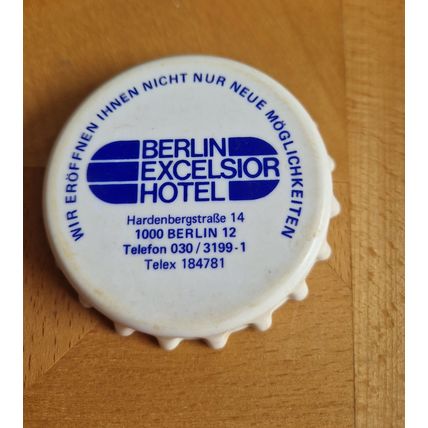 WIR ERÖFFNEN IHNEN NICHT NUR NEUE MÖGLICHKEITEN
BERLIN
EXCELSIOR
HOTEL
Hardenbergstraße 14
1000 BERLIN 12
Telefon 030/3199-1
Telex 184781